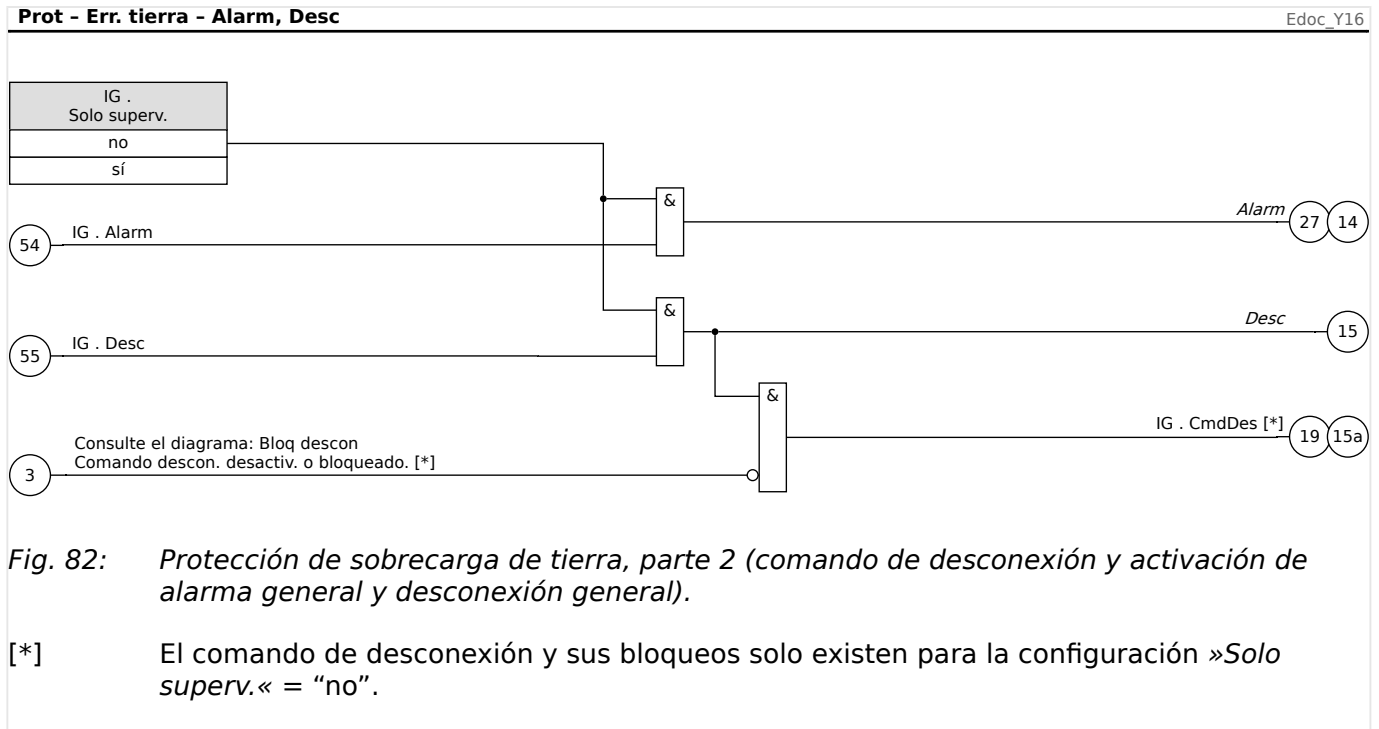 Prot – Err. tierra – Alarm, Desc
Edoc_Y16
IG .
Solo superv.
no
sí
&
Alarm
27
14
54
IG . Alarm
&
Desc
15
55
IG . Desc
&
IG . CmdDes [*]
19
15a
Consulte el diagrama: Bloq descon
Comando descon. desactiv. o bloqueado. [*]
3
Fig. 82: Protección de sobrecarga de tierra, parte 2 (comando de desconexión y activación de
alarma general y desconexión general).
[*] El comando de desconexión y sus bloqueos solo existen para la configuración »Solo
superv.« = “no”.